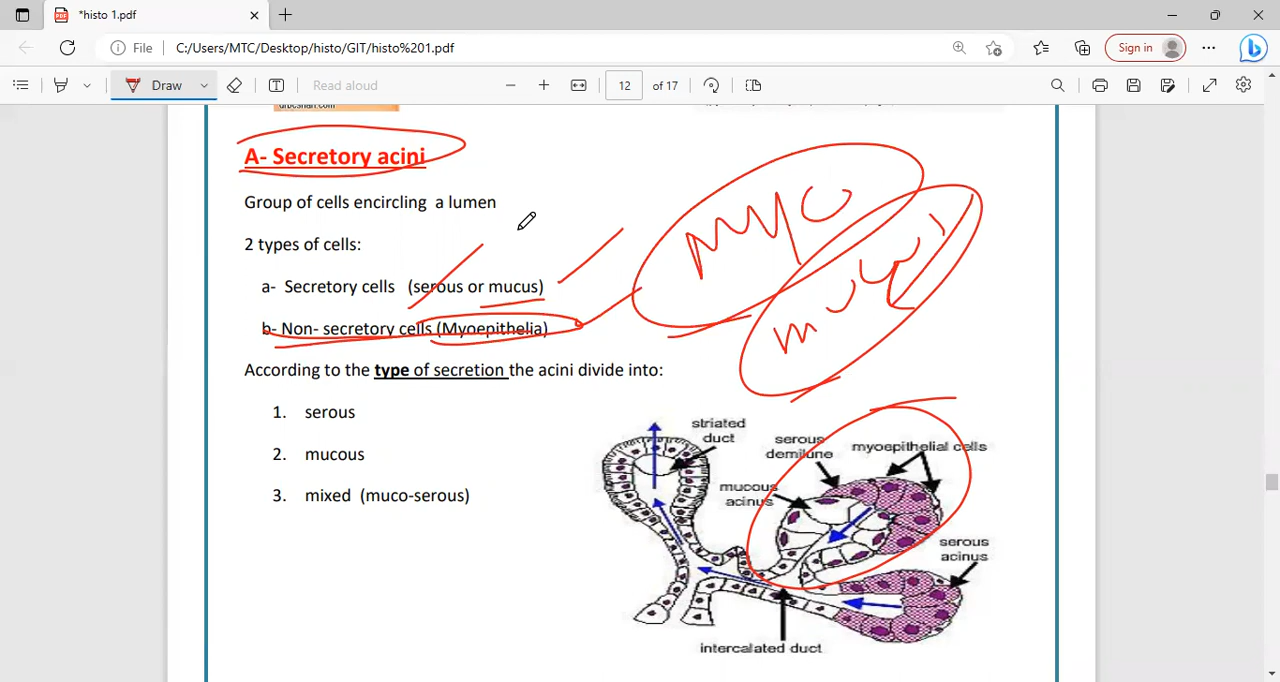 *histo 1.pdf
File C:/Users/MTC/Desktop/histo/GIT/histo%201.pdf Sign in
Draw Read aloud 12 of 17
A- Secretory acini
Group of cells encircling a lumen
2 types of cells:
a- Secretory cells (serous or mucus)
b- Non- secretory cells (Myoepithelia)
According to the type of secretion the acini divide into:
1. serous
2. mucous
3. mixed (muco-serous)
myo
striated
duct
serous
demilune
myoepithelial cells
mucous
acinus
serous
acinus
intercalated duct